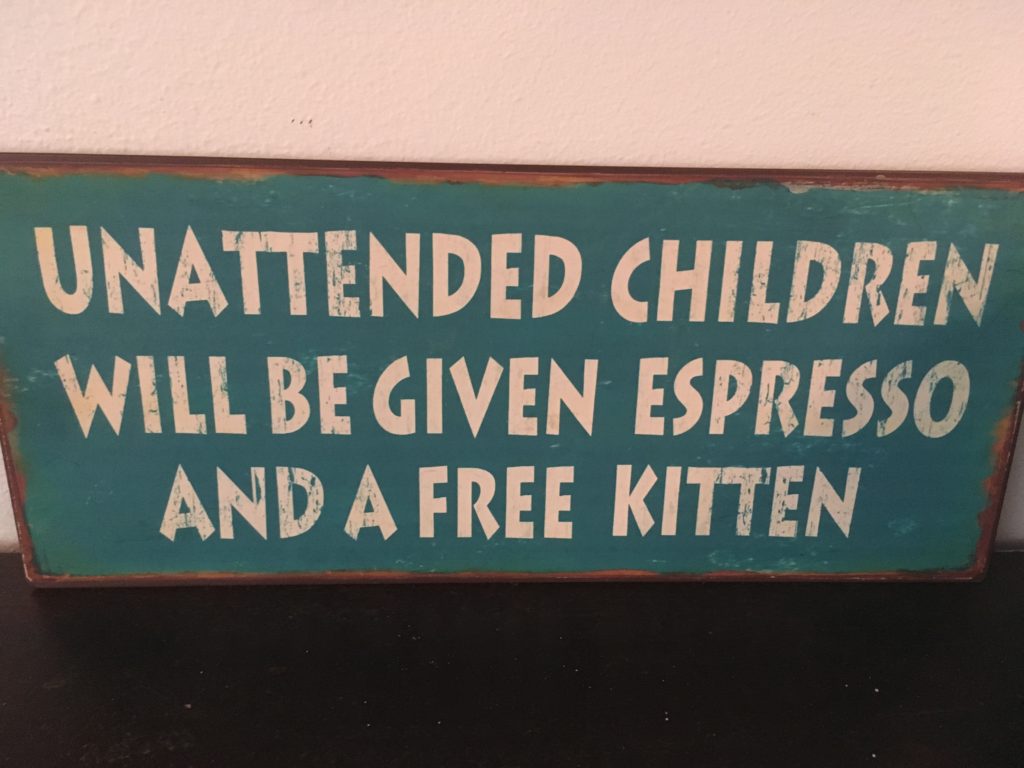 UNATTENDED CHILDREN
WILL BE GIVEN ESPRESSO
AND A FREE KITTEN